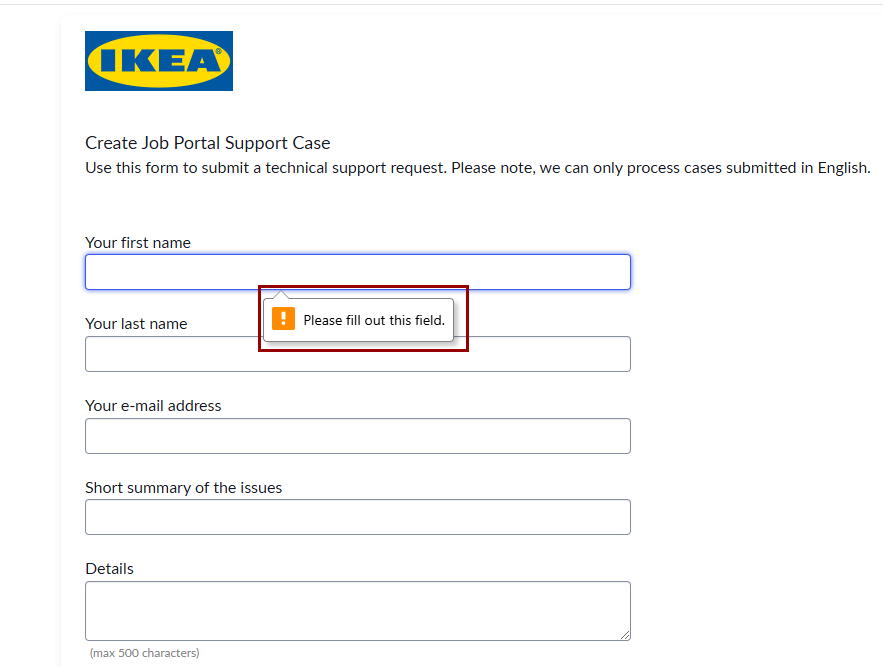 IKEA®
Create Job Portal Support Case
Use this form to submit a technical support request. Please note, we can only process cases submitted in English.
Your first name
! Please fill out this field.
Your last name
Your e-mail address
Short summary of the issues
Details
(max 500 characters)